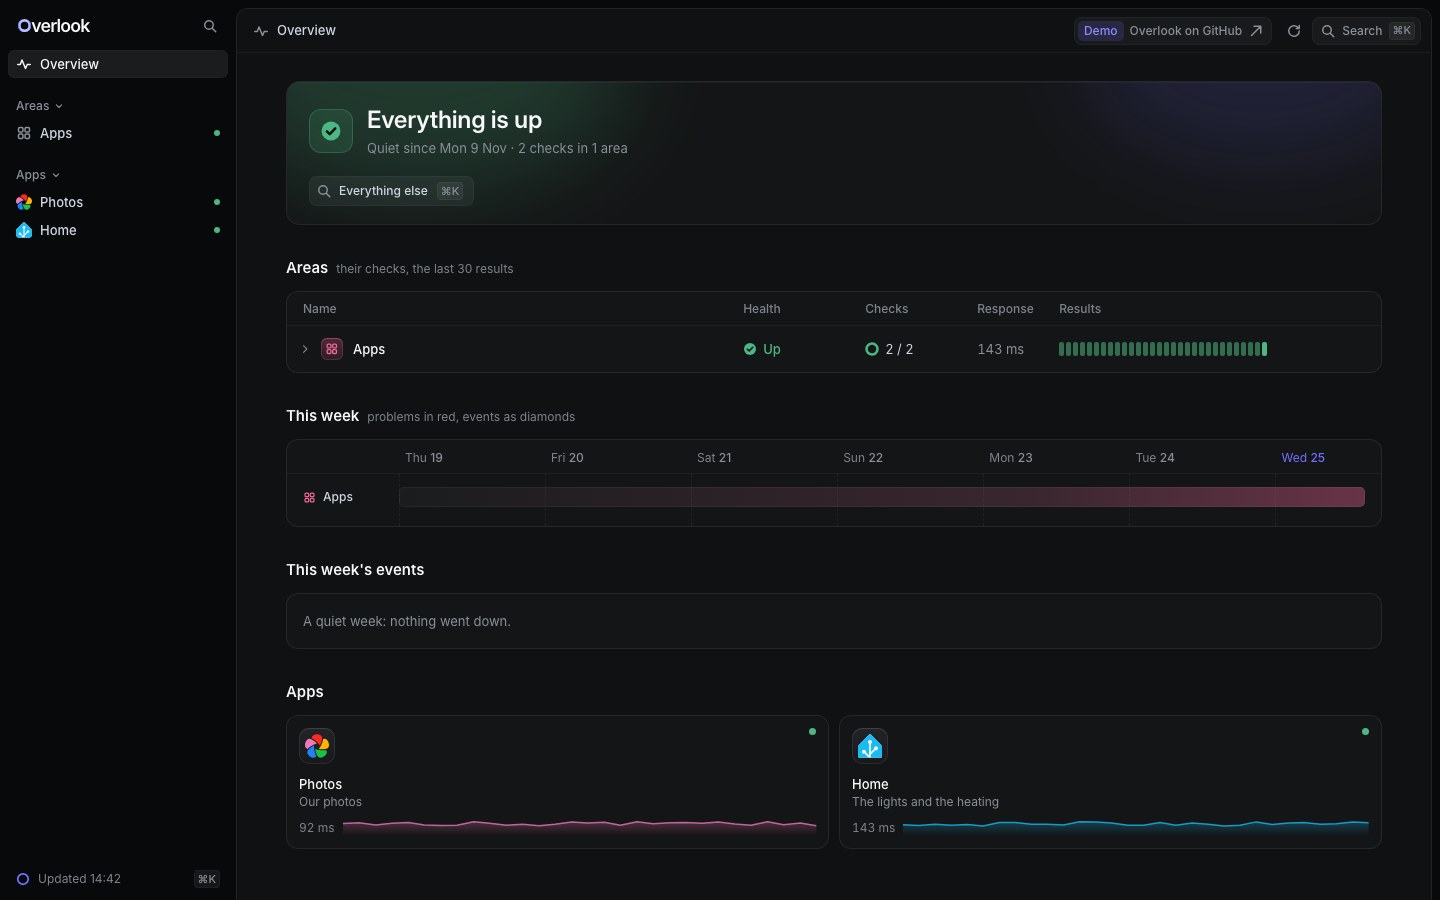 Overlook
Overview
Areas
Apps
Apps
Photos
Home
Updated 14:42
⌘K
Overview
Demo Overlook on GitHub
Search ⌘K
Everything is up
Quiet since Mon 9 Nov · 2 checks in 1 area
Everything else ⌘K
Areas their checks, the last 30 results
Name Health Checks Response Results
Apps Up 2 / 2 143 ms
This week problems in red, events as diamonds
Thu 19 Fri 20 Sat 21 Sun 22 Mon 23 Tue 24 Wed 25
Apps
This week's events
A quiet week: nothing went down.
Apps
Photos
Our photos
92 ms
Home
The lights and the heating
143 ms